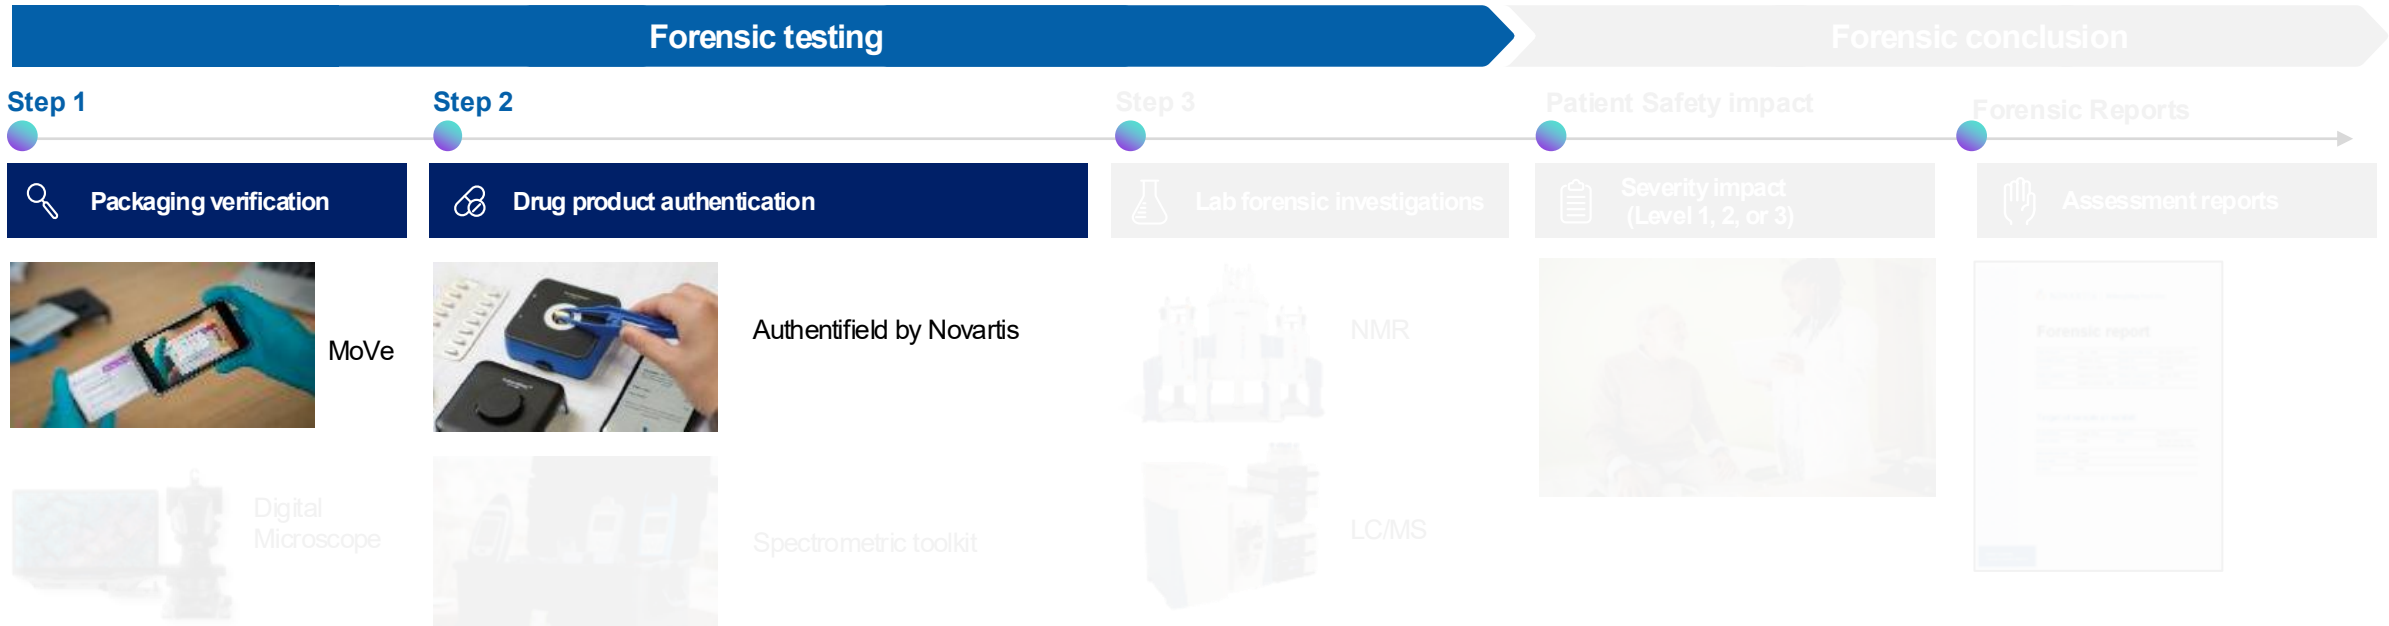 Forensic testing
Forensic conclusion
Step 1
Step 2
Step 3
Patient Safety impact
Forensic Reports
Packaging verification
Drug product authentication
Lab forensic investigations
Severity impact
(Level 1, 2, or 3)
Assessment reports
MoVe
Authentifield by Novartis
NMR
Forensic report
Digital
Microscope
Spectrometric toolkit
LC/MS